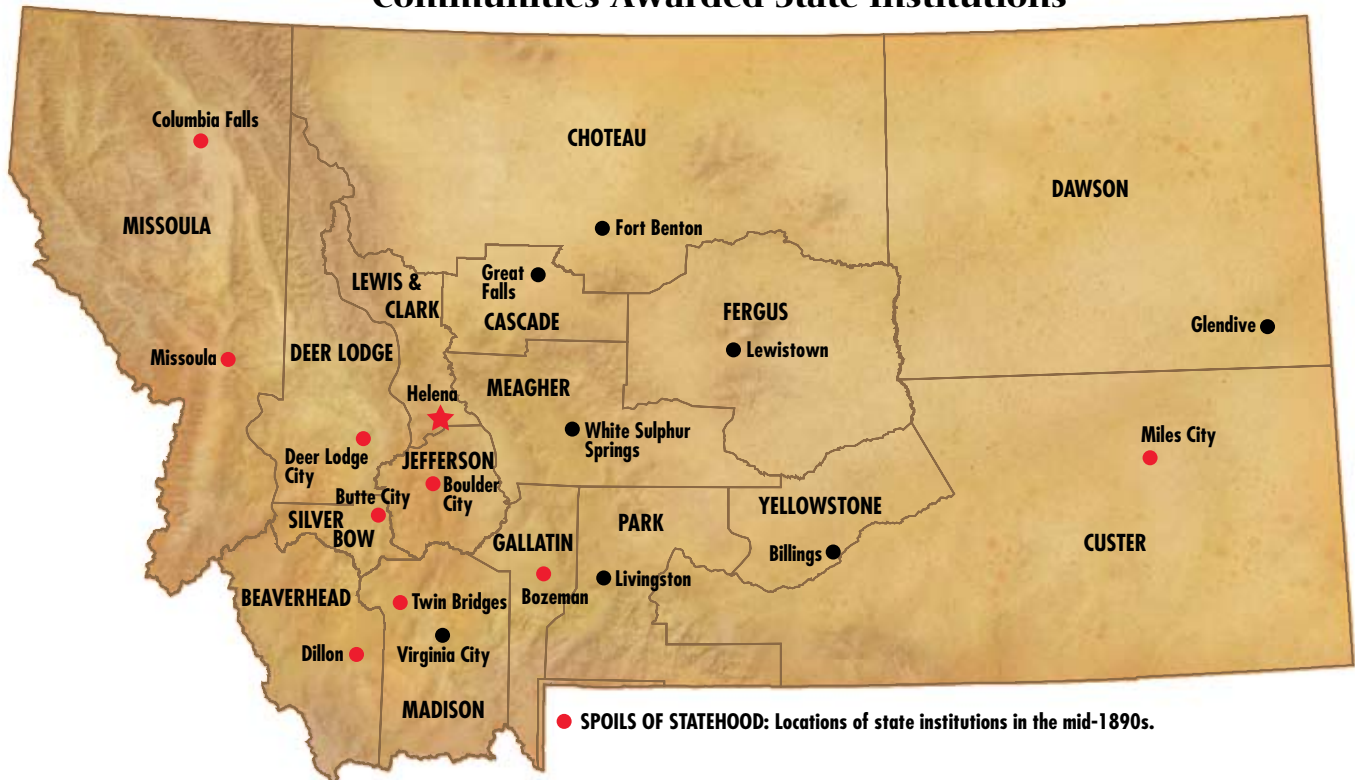 Communities Awarded State Institutions
Columbia Falls
CHOTEAU
DAWSON
MISSOULA
Fort Benton
LEWIS &
CLARK
Great
Falls
CASCADE
FERGUS
Glendive
Missoula
DEER LODGE
Lewistown
MEAGHER
Helena
White Sulphur
Springs
Miles City
Deer Lodge
City
JEFFERSON
Boulder
City
Butte City
SILVER
BOW
GALLATIN
PARK
YELLOWSTONE
CUSTER
Billings
Livingston
Bozeman
BEAVERHEAD
Twin Bridges
Virginia City
Dillon
MADISON
SPOILS OF STATEHOOD: Locations of state institutions in the mid-1890s.